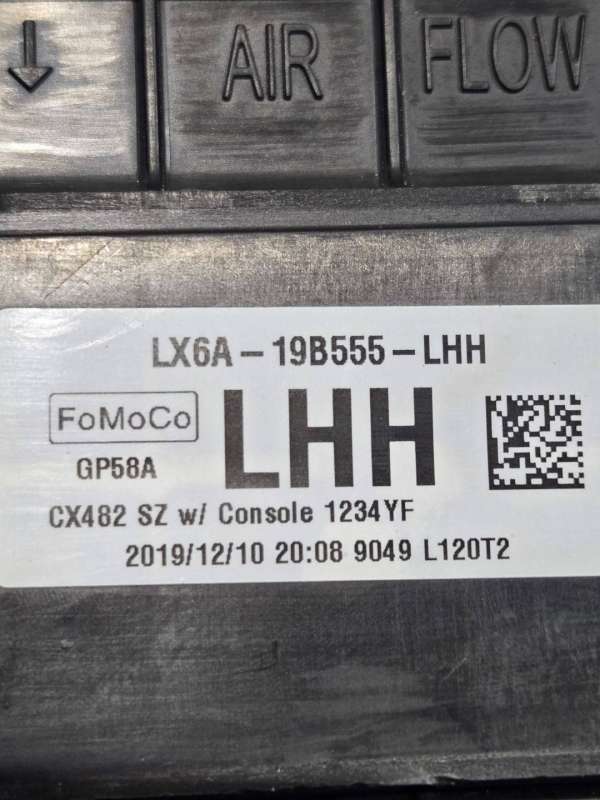 AIR
FLOW
LX6A-19B555-LHH
FoMoCo
LHH
GP58A
CX482 SZ w/ Console 1234YF
2019/12/10 20:08 9049 L120T2